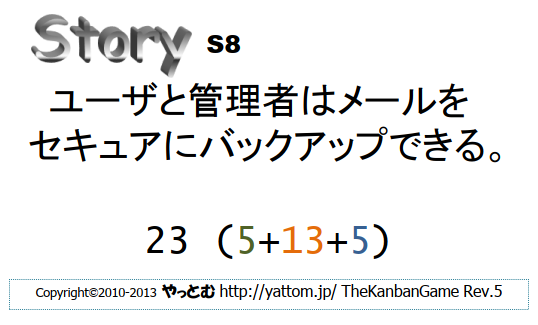 Story S8
ユーザと管理者はメールを
セキュアにバックアップできる。
23 (5+13+5)
Copyright©2010-2013 やっとむ http://yattom.jp/ TheKanbanGame Rev.5